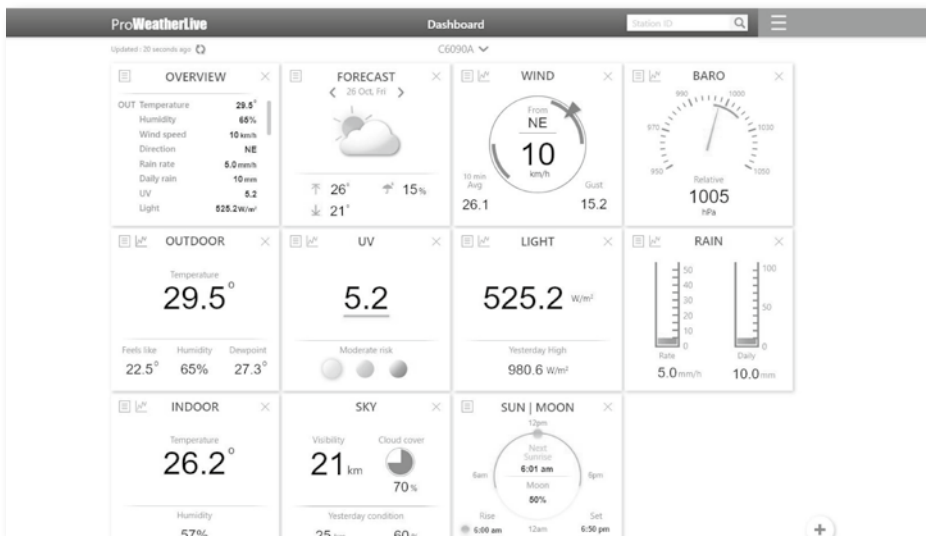 ProWeatherLive
Dashboard
Station ID
Updated : 20 seconds ago
C6090A
OVERVIEW
OUT Temperature 29.5°
Humidity 65%
Wind speed 10 km/h
Direction NE
Rain rate 5.0 mm/h
Daily rain 10 mm
UV 5.2
Light 525.2 W/m²
FORECAST
26 Oct, Fri
26°
15%
21°
WIND
From
NE
10
km/h
10 min
Avg
26.1
Gust
15.2
BARO
990
1000
970
1030
950
1050
Relative
1005
hPa
OUTDOOR
Temperature
29.5°
Feels like Humidity Dewpoint
22.5° 65% 27.3°
UV
5.2
Moderate risk
LIGHT
525.2 W/m²
Yesterday High
980.6 W/m²
RAIN
50
40
30
20
10
0
100
50
0
Rate
5.0 mm/h
Daily
10.0 mm
INDOOR
Temperature
26.2°
Humidity
57%
SKY
Visibility Cloud cover
21 km
70%
Yesterday condition
25 km 60%
SUN | MOON
12pm
Next
Sunrise
6:01 am
6am
6pm
Moon
50%
Rise
Set
6:00 am
12am
6:50 pm